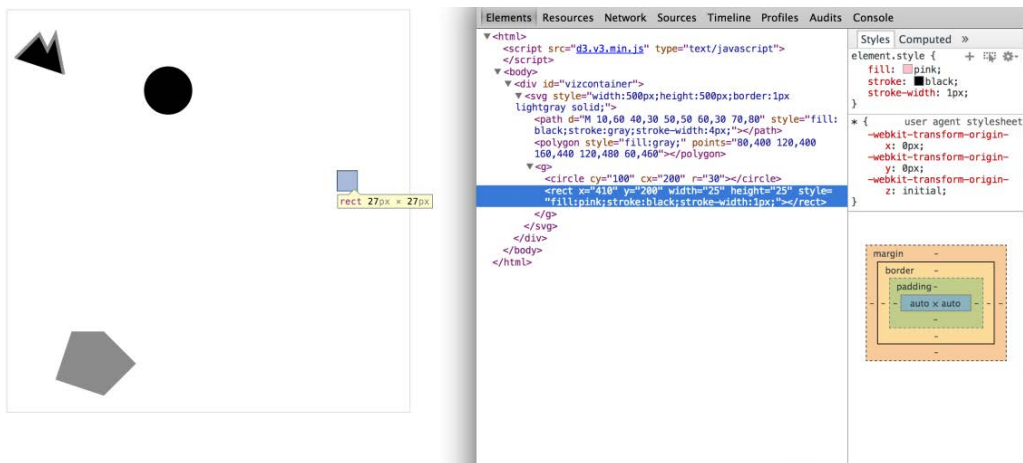 rect 27px × 27px
Elements Resources Network Sources Timeline Profiles Audits Console
▼<html>
<script src="d3.v3.min.js" type="text/javascript">
</script>
▼<body>
▼<div id="vizcontainer">
▼<svg style="width:500px;height:500px;border:1px
lightgray solid;">
<path d="M 10,60 40,30 50,50 60,30 70,80" style="fill:
black;stroke:gray;stroke-width:4px;"></path>
<polygon style="fill:gray;" points="80,400 120,400
160,440 120,480 60,460"></polygon>
▼<g>
<circle cy="100" cx="200" r="30"></circle>
<rect x="410" y="200" width="25" height="25" style=
"fill:pink;stroke:black;stroke-width:1px;"></rect>
</g>
</svg>
</div>
</body>
</html>
Styles Computed »
element.style {
fill: pink;
stroke: black;
stroke-width: 1px;
}
* { user agent stylesheet
-webkit-transform-origin-
x: 0px;
-webkit-transform-origin-
y: 0px;
-webkit-transform-origin-
z: initial;
}
margin -
border -
padding -
- - - auto × auto - - -
-
-
-